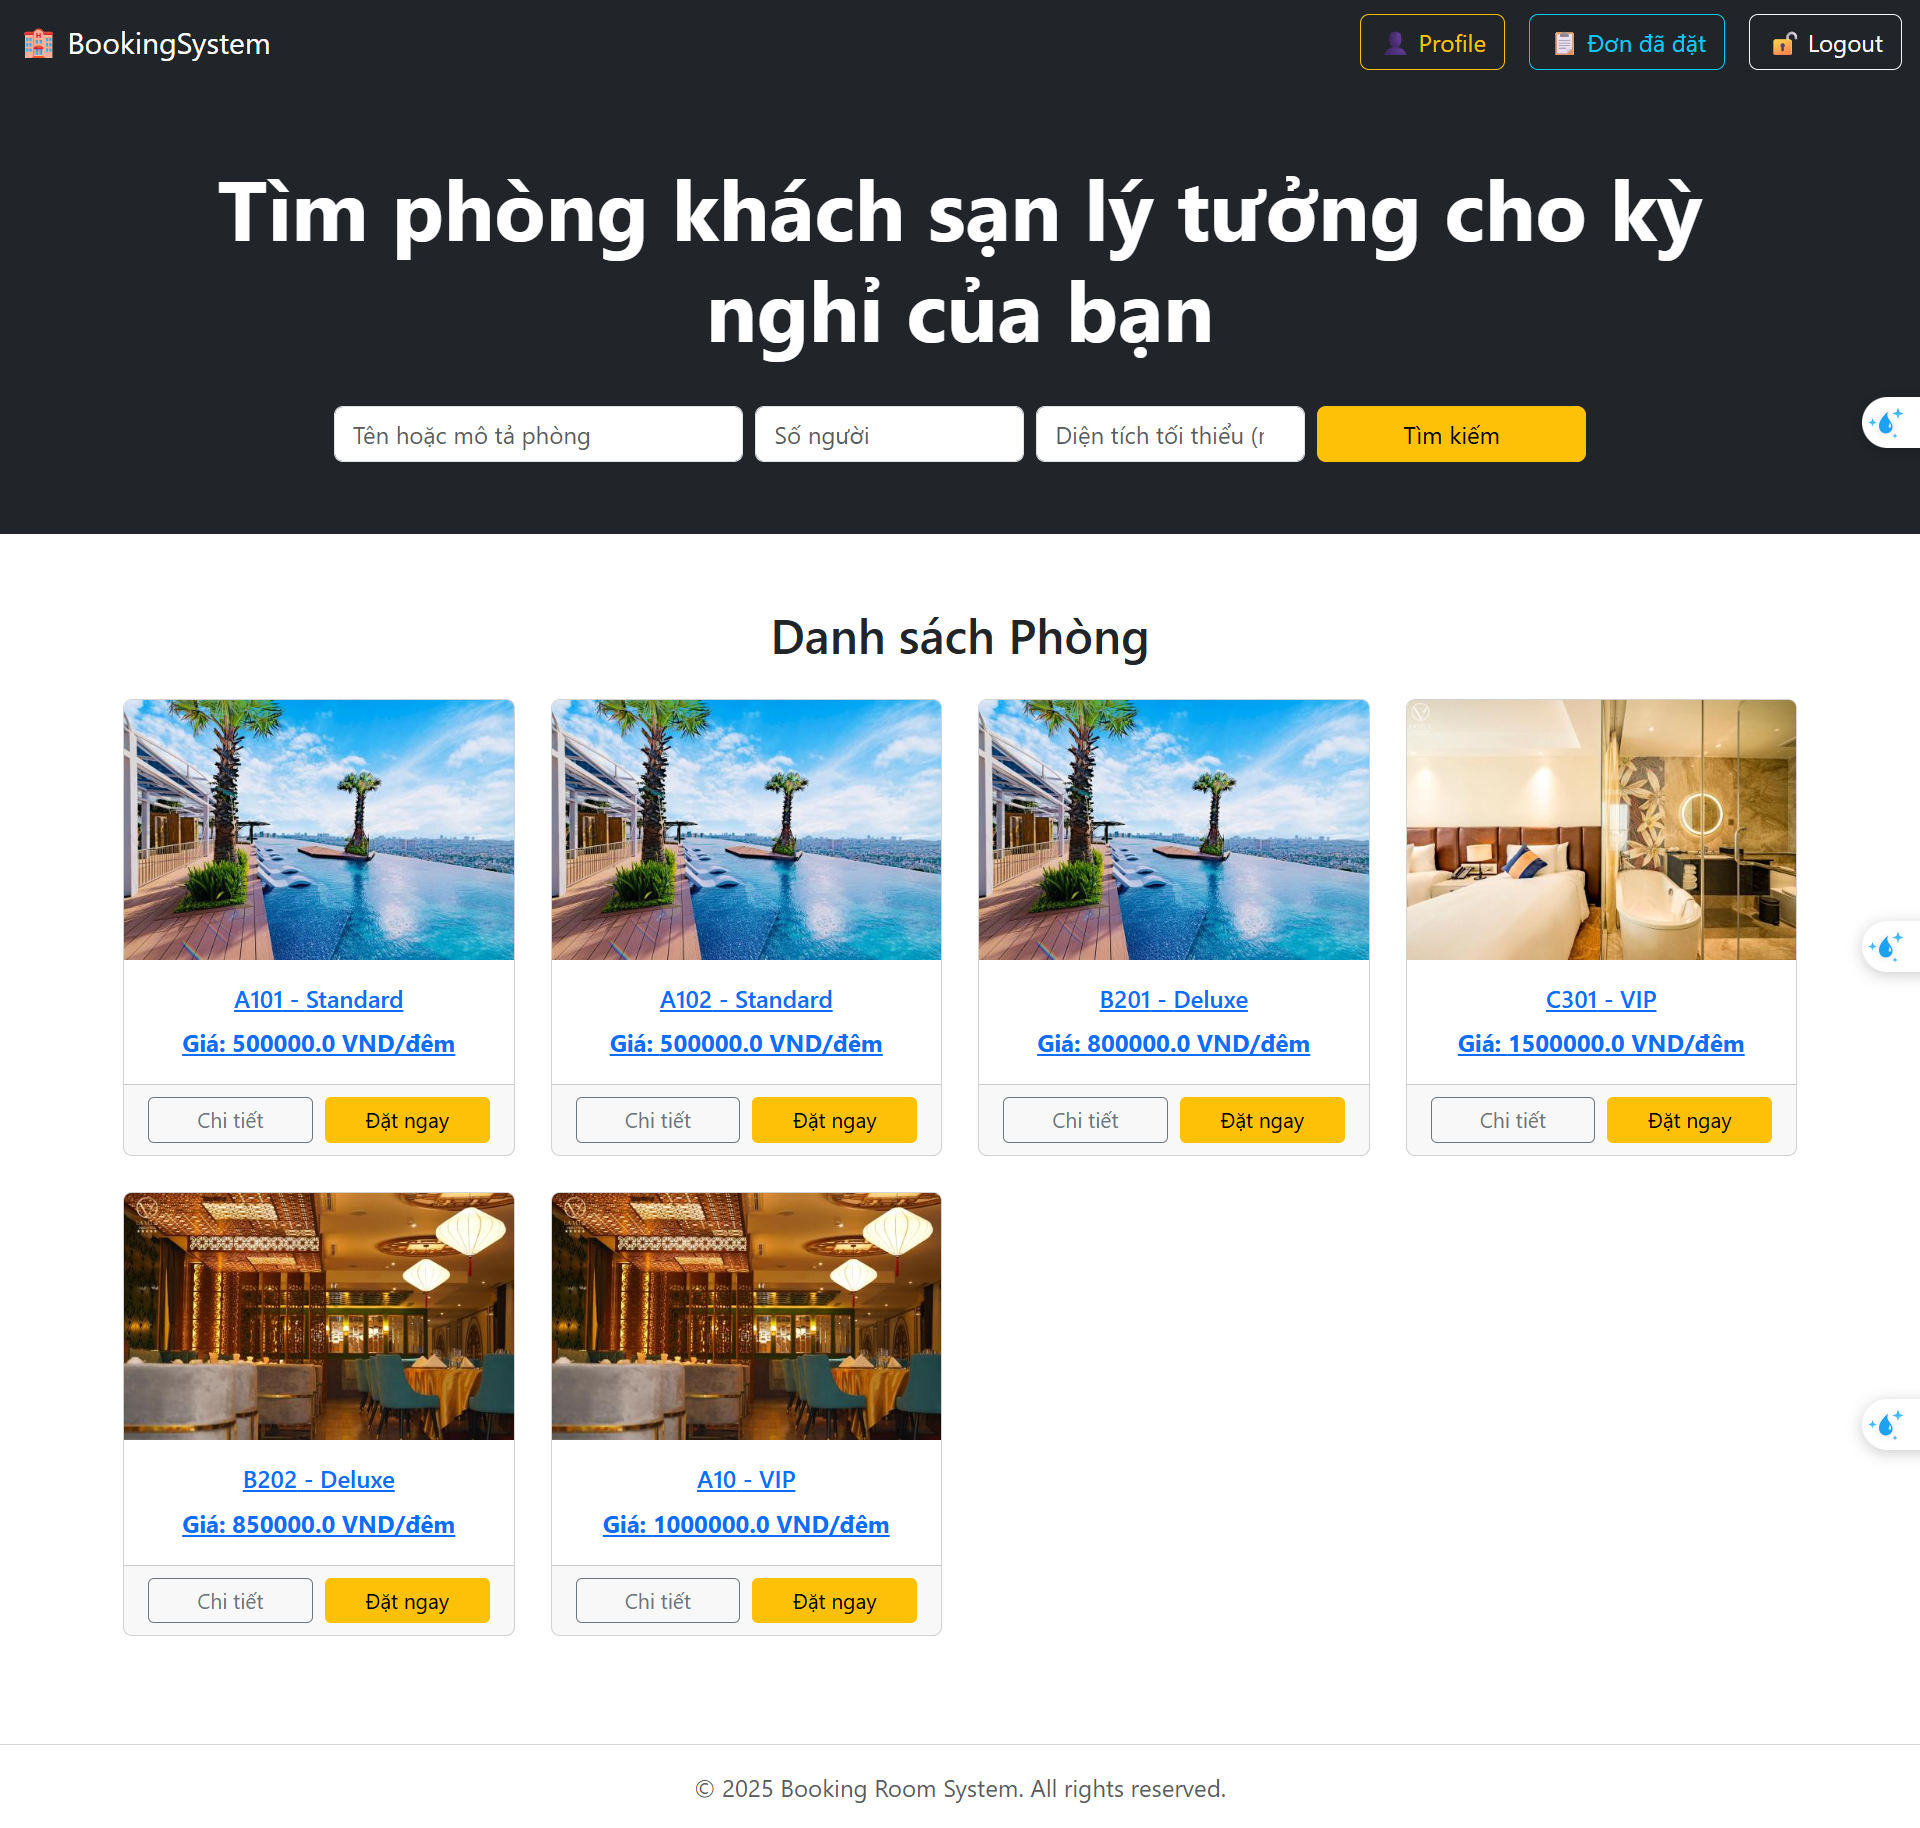 BookingSystem
Profile
Đơn đã đặt
Logout
Tìm phòng khách sạn lý tưởng cho kỳ
nghỉ của bạn
Tên hoặc mô tả phòng
Số người
Diện tích tối thiểu (r
Tìm kiếm
Danh sách Phòng
A101 - Standard
Giá: 500000.0 VND/đêm
Chi tiết
Đặt ngay
A102 - Standard
Giá: 500000.0 VND/đêm
Chi tiết
Đặt ngay
B201 - Deluxe
Giá: 800000.0 VND/đêm
Chi tiết
Đặt ngay
C301 - VIP
Giá: 1500000.0 VND/đêm
Chi tiết
Đặt ngay
B202 - Deluxe
Giá: 850000.0 VND/đêm
Chi tiết
Đặt ngay
A10 - VIP
Giá: 1000000.0 VND/đêm
Chi tiết
Đặt ngay
© 2025 Booking Room System. All rights reserved.